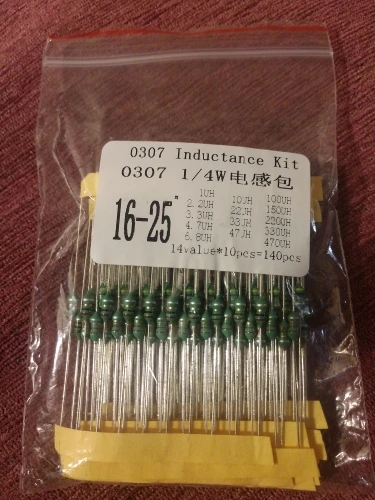 0307 Inductance Kit
0307 1/4W电感包
16-25"
1UH
2.2UH 10UH 100UH
3.3UH 22UH 150UH
4.7UH 33UH 220UH
6.8UH 47UH 330UH
470UH
14value*10pcs=140pcs